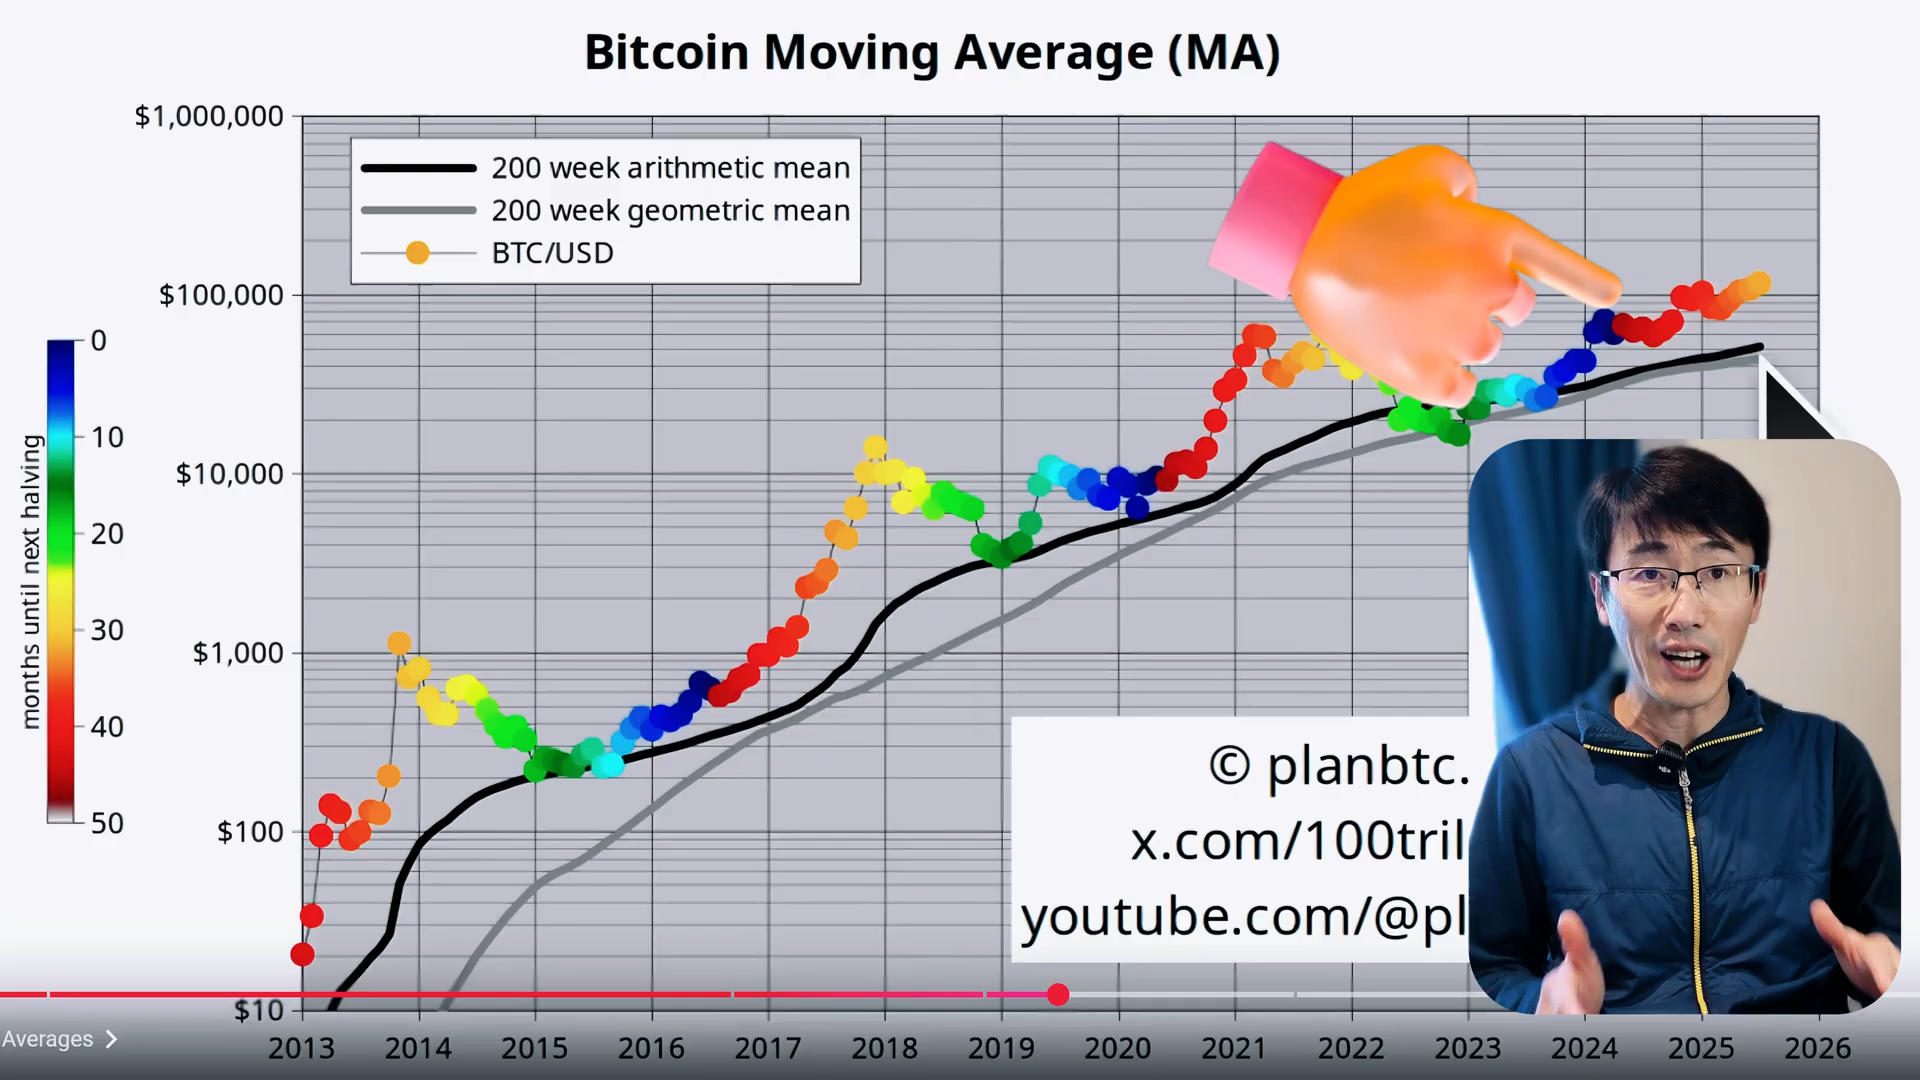 Bitcoin Moving Average (MA)
$1,000,000
200 week arithmetic mean
200 week geometric mean
BTC/USD
$100,000
$10,000
$1,000
$100
$10
months until next halving
0
10
20
30
40
50
© planbtc.
x.com/100tril
youtube.com/@pl
Averages >
2013 2014 2015 2016 2017 2018 2019 2020 2021 2022 2023 2024 2025 2026